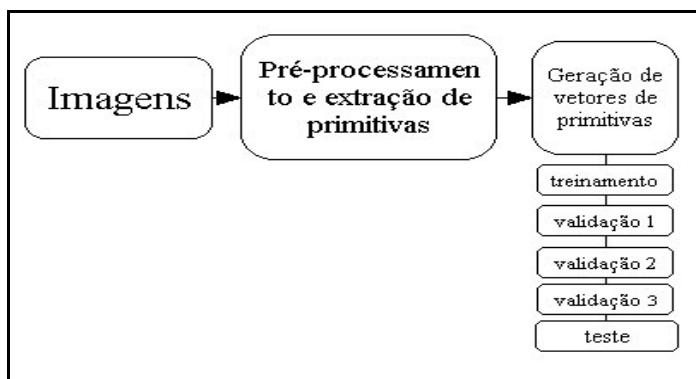 Imagens
Pré-processamen
to e extração de
primitivas
Geração de
vetores de
primitivas
treinamento
validação 1
validação 2
validação 3
teste